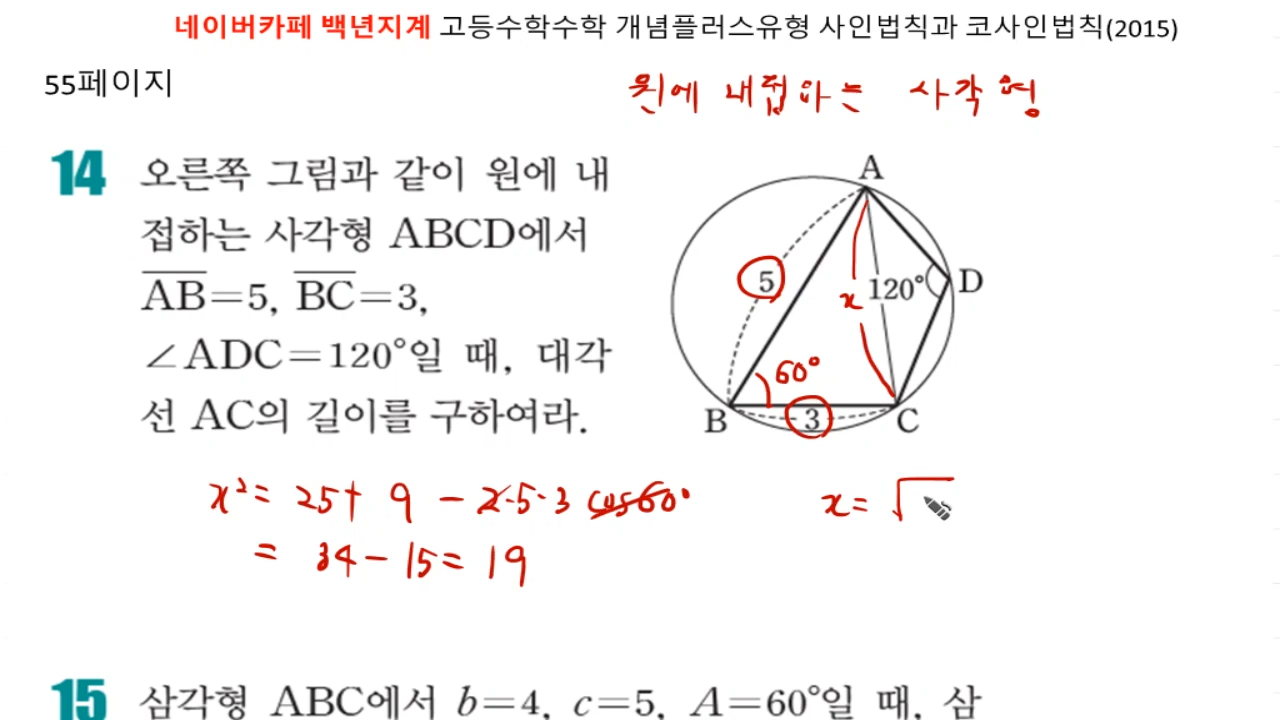 네이버카페 백년지계 고등수학수학 개념플러스유형 사인법칙과 코사인법칙(2015)
55페이지
원에 내접하는 사각형
14 오른쪽 그림과 같이 원에 내
접하는 사각형 ABCD에서
AB=5, BC=3,
∠ADC=120°일 때, 대각
선 AC의 길이를 구하여라.
A
5
x
120°
D
60°
B
3
C
x² = 25 + 9 - 2·5·3 cos60°
= 34 - 15 = 19
x = √
15 삼각형 ABC에서 b=4, c=5, A=60°일 때, 삼